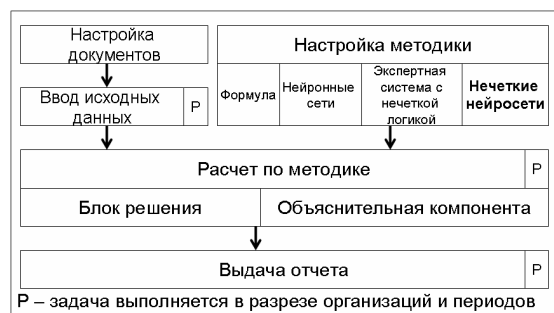 Настройка
документов
Настройка методики
Ввод исходных
данных
Р
Формула
Нейронные
сети
Экспертная
система с
нечеткой
логикой
Нечеткие
нейросети
Расчет по методике
Р
Блок решения
Объяснительная компонента
Выдача отчета
Р
Р – задача выполняется в разрезе организаций и периодов